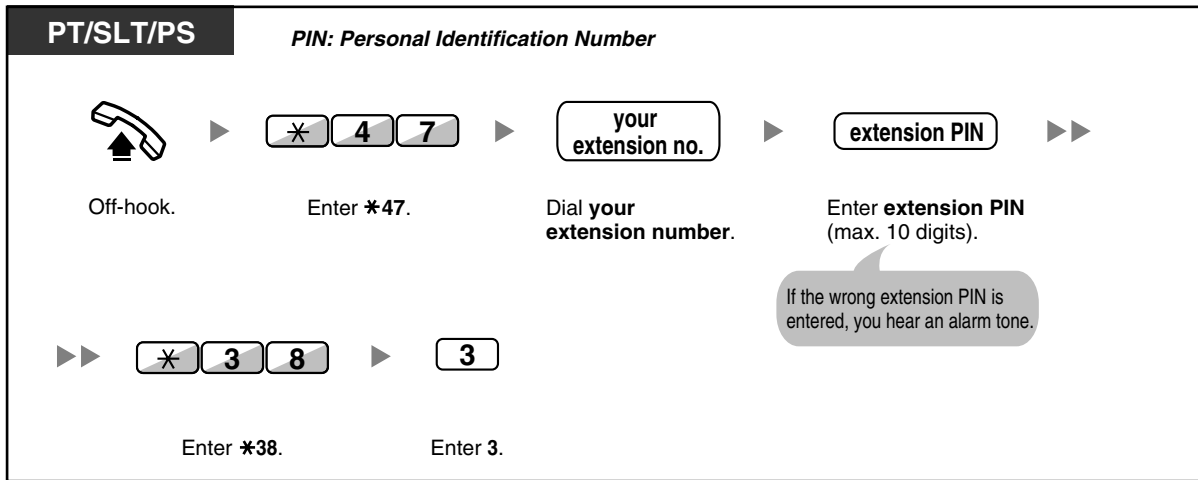 PT/SLT/PS
PIN: Personal Identification Number
* 4 7
your
extension no.
extension PIN
Off-hook.
Enter *47.
Dial your
extension number.
Enter extension PIN
(max. 10 digits).
If the wrong extension PIN is
entered, you hear an alarm tone.
* 3 8
3
Enter *38.
Enter 3.